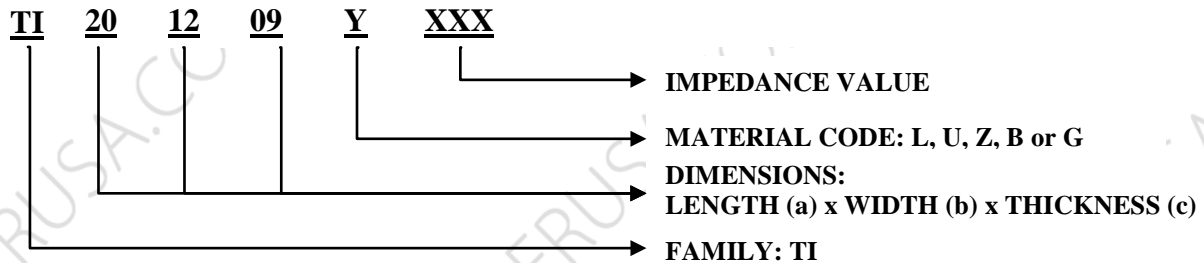 TI 20 12 09 Y XXX
IMPEDANCE VALUE
MATERIAL CODE: L, U, Z, B or G
DIMENSIONS:
LENGTH (a) x WIDTH (b) x THICKNESS (c)
FAMILY: TI